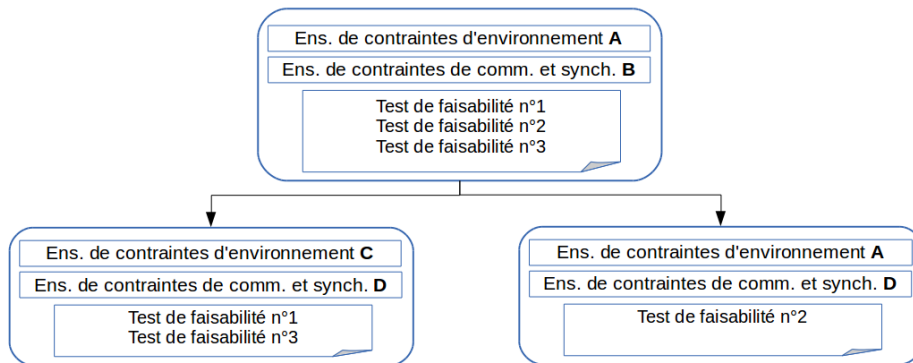 Ens. de contraintes d'environnement A
Ens. de contraintes de comm. et synch. B
Test de faisabilité n°1
Test de faisabilité n°2
Test de faisabilité n°3
Ens. de contraintes d'environnement C
Ens. de contraintes de comm. et synch. D
Test de faisabilité n°1
Test de faisabilité n°3
Ens. de contraintes d'environnement A
Ens. de contraintes de comm. et synch. D
Test de faisabilité n°2